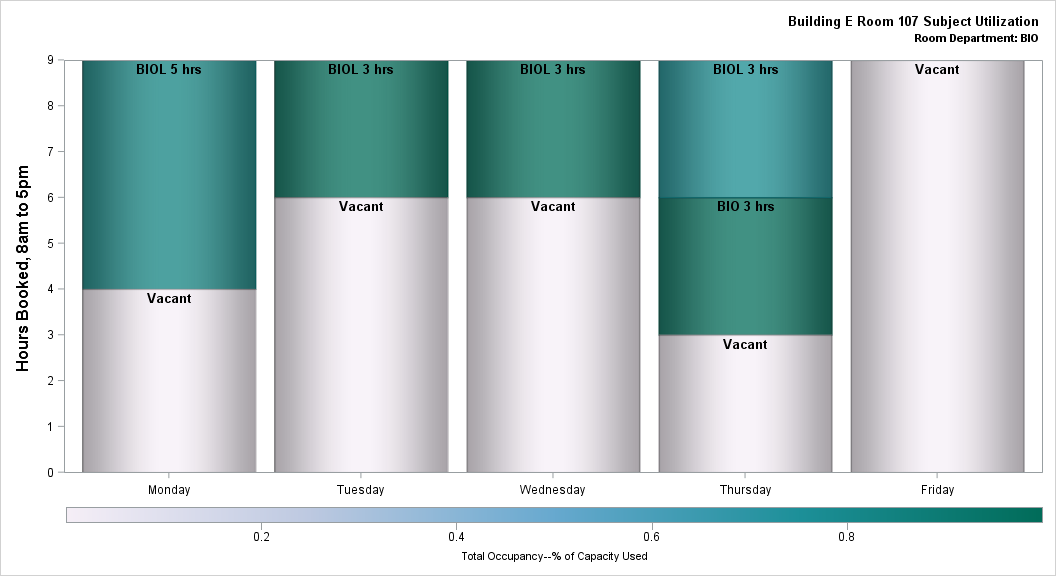 Building E Room 107 Subject Utilization
Room Department: BIO
Hours Booked, 8am to 5pm
9
8
7
6
5
4
3
2
1
0
BIOL 5 hrs
Vacant
BIOL 3 hrs
Vacant
BIOL 3 hrs
Vacant
BIOL 3 hrs
BIO 3 hrs
Vacant
Vacant
Monday
Tuesday
Wednesday
Thursday
Friday
0.2
0.4
0.6
0.8
Total Occupancy--% of Capacity Used